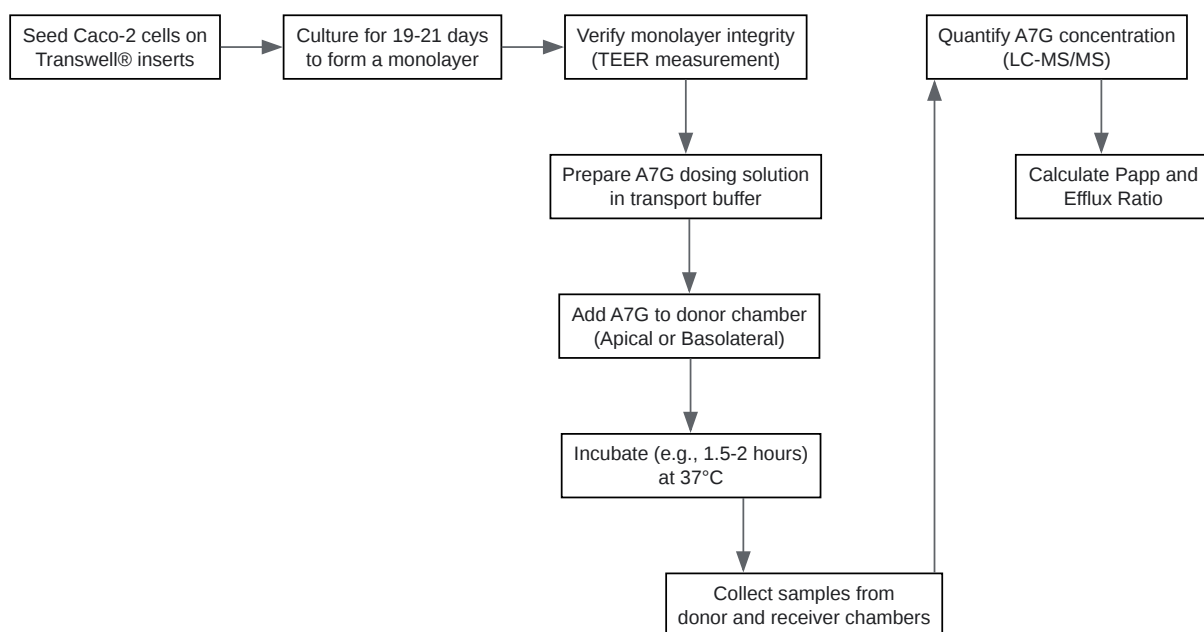 Seed Caco-2 cells on
Transwell® inserts
Culture for 19-21 days
to form a monolayer
Verify monolayer integrity
(TEER measurement)
Prepare A7G dosing solution
in transport buffer
Add A7G to donor chamber
(Apical or Basolateral)
Incubate (e.g., 1.5-2 hours)
at 37°C
Collect samples from
donor and receiver chambers
Quantify A7G concentration
(LC-MS/MS)
Calculate Papp and
Efflux Ratio